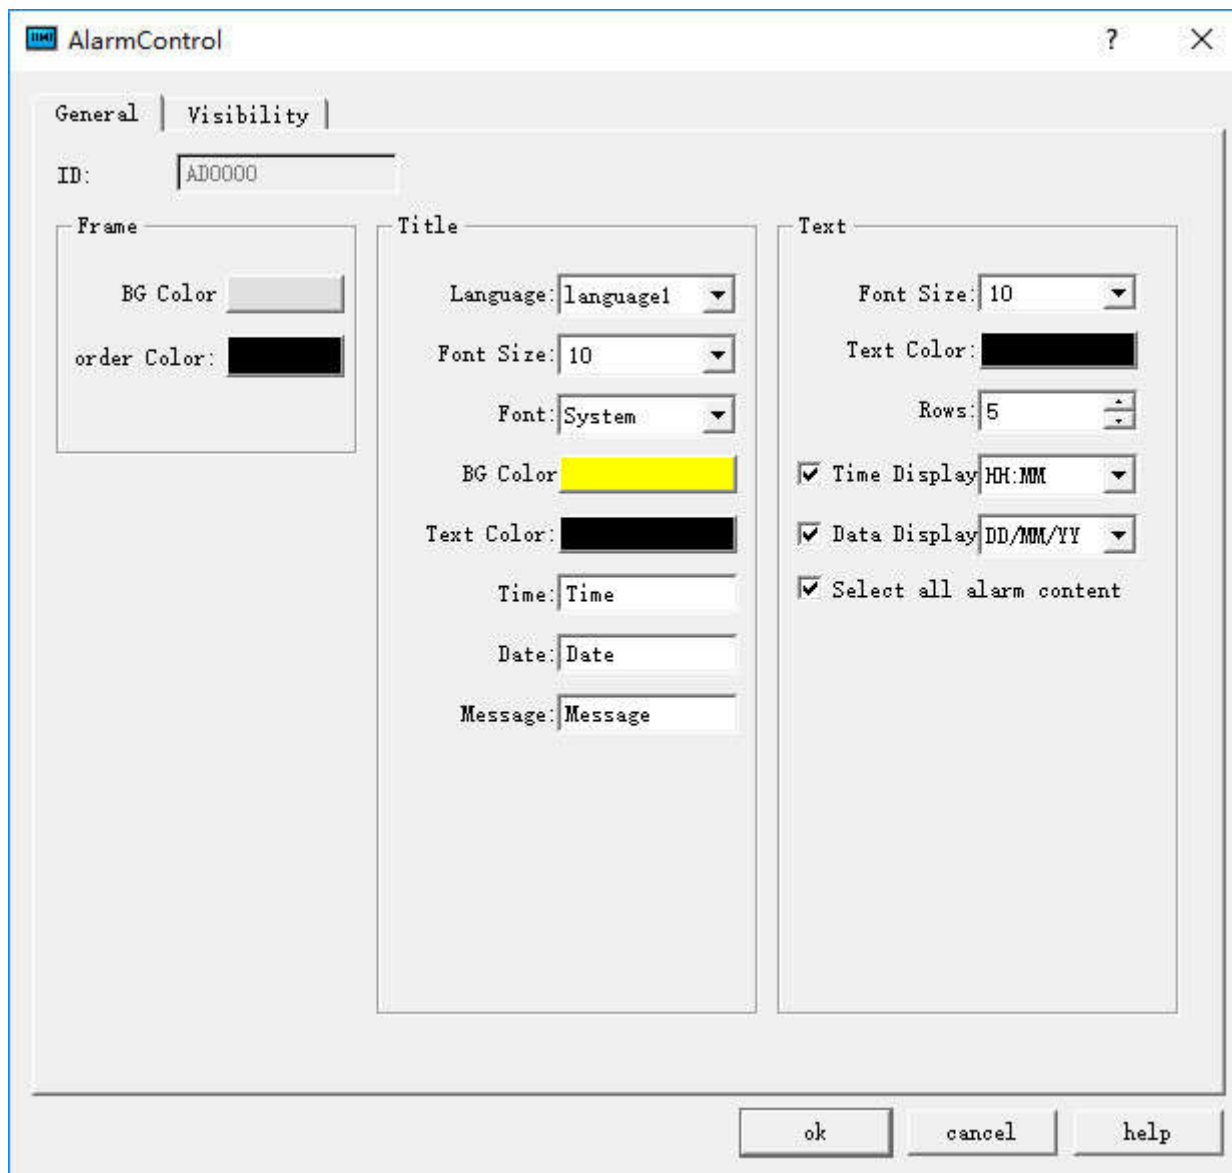 AlarmControl ?
General Visibility
ID: AD0000
Frame
BG Color
order Color:
Title
Language: language1
Font Size: 10
Font: System
BG Color
Text Color:
Time: Time
Date: Date
Message: Message
Text
Font Size: 10
Text Color:
Rows: 5
Time Display HH:MM
Data Display DD/MM/YY
Select all alarm content
ok cancel help